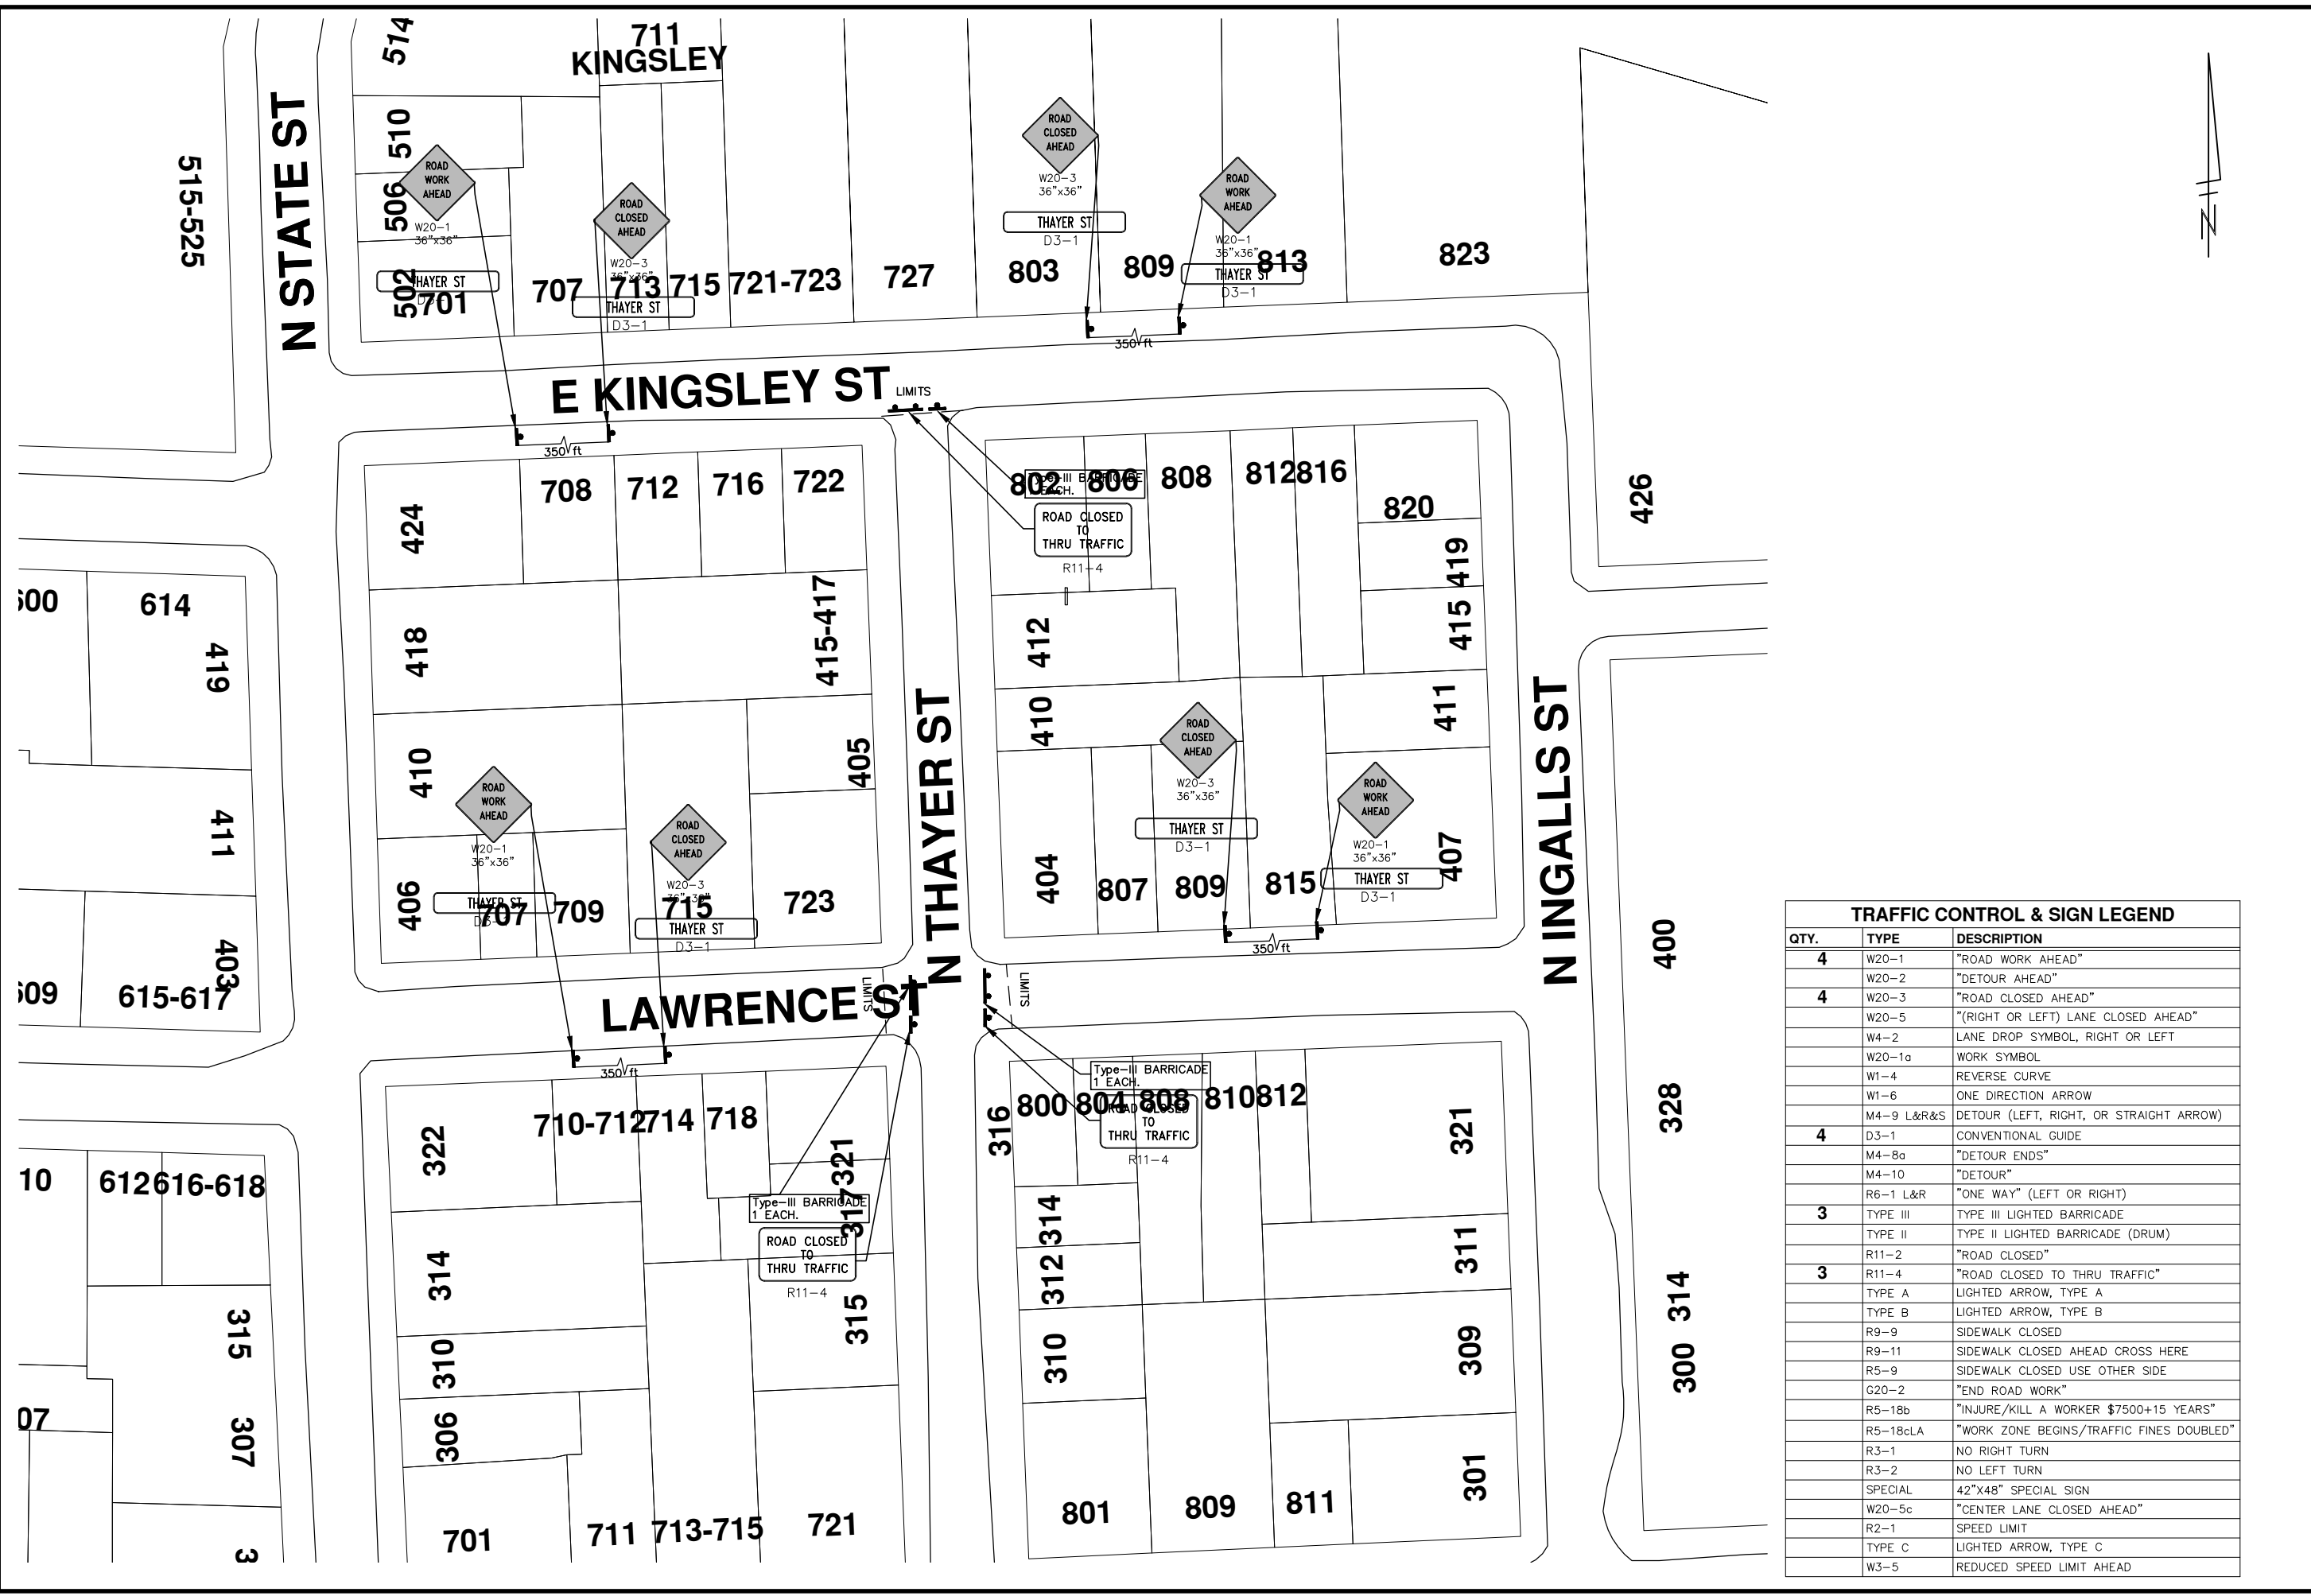 711
KINGSLEY
514
510
506
502
N STATE ST
515-525
ROAD
WORK
AHEAD
W20-1
36"x36"
THAYER ST
701
707
ROAD
CLOSED
AHEAD
W20-3
36"x36"
713
THAYER ST
D3-1
715
721-723
727
ROAD
CLOSED
AHEAD
W20-3
36"x36"
THAYER ST
D3-1
803
809
ROAD
WORK
AHEAD
W20-1
36"x36"
THAYER ST
D3-1
813
823
N
350 ft
E KINGSLEY ST
LIMITS
350 ft
424
708
712
716
722
418
415-417
410
405
406
ROAD
WORK
AHEAD
W20-1
36"x36"
THAYER ST
707
709
ROAD
CLOSED
AHEAD
W20-3
36"x36"
715
THAYER ST
D3-1
723
802
800
Type-III BARRICADE
1 EACH.
ROAD CLOSED
TO
THRU TRAFFIC
R11-4
808
812
816
820
419
415
411
412
410
404
ROAD
CLOSED
AHEAD
W20-3
36"x36"
THAYER ST
D3-1
807
809
815
ROAD
WORK
AHEAD
W20-1
36"x36"
THAYER ST
D3-1
407
350 ft
426
600
614
419
411
403
609
615-617
N THAYER ST
N INGALLS ST
LAWRENCE ST
LIMITS
LIMITS
350 ft
400
328
314
300
10
612
616-618
315
307
07
3
322
710-712
714
718
321
317
Type-III BARRICADE
1 EACH.
ROAD CLOSED
TO
THRU TRAFFIC
R11-4
314
310
306
315
701
711
713-715
721
316
800
804
808
810
812
Type-III BARRICADE
1 EACH.
ROAD CLOSED
TO
THRU TRAFFIC
R11-4
321
314
312
311
310
309
301
801
809
811
TRAFFIC CONTROL & SIGN LEGEND
QTY. TYPE DESCRIPTION
4 W20-1 "ROAD WORK AHEAD"
W20-2 "DETOUR AHEAD"
4 W20-3 "ROAD CLOSED AHEAD"
W20-5 "(RIGHT OR LEFT) LANE CLOSED AHEAD"
W4-2 LANE DROP SYMBOL, RIGHT OR LEFT
W20-1a WORK SYMBOL
W1-4 REVERSE CURVE
W1-6 ONE DIRECTION ARROW
M4-9 L&R&S DETOUR (LEFT, RIGHT, OR STRAIGHT ARROW)
4 D3-1 CONVENTIONAL GUIDE
M4-8a "DETOUR ENDS"
M4-10 "DETOUR"
R6-1 L&R "ONE WAY" (LEFT OR RIGHT)
3 TYPE III TYPE III LIGHTED BARRICADE
TYPE II TYPE II LIGHTED BARRICADE (DRUM)
R11-2 "ROAD CLOSED"
3 R11-4 "ROAD CLOSED TO THRU TRAFFIC"
TYPE A LIGHTED ARROW, TYPE A
TYPE B LIGHTED ARROW, TYPE B
R9-9 SIDEWALK CLOSED
R9-11 SIDEWALK CLOSED AHEAD CROSS HERE
R5-9 SIDEWALK CLOSED USE OTHER SIDE
G20-2 "END ROAD WORK"
R5-18b "INJURE/KILL A WORKER $7500+15 YEARS"
R5-18cLA "WORK ZONE BEGINS/TRAFFIC FINES DOUBLED"
R3-1 NO RIGHT TURN
R3-2 NO LEFT TURN
SPECIAL 42"X48" SPECIAL SIGN
W20-5c "CENTER LANE CLOSED AHEAD"
R2-1 SPEED LIMIT
TYPE C LIGHTED ARROW, TYPE C
W3-5 REDUCED SPEED LIMIT AHEAD